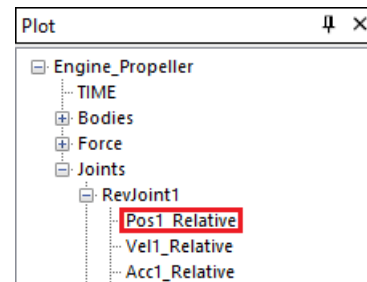 Plot
Engine_Propeller
TIME
Bodies
Force
Joints
RevJoint1
Pos1_Relative
Vel1_Relative
Acc1_Relative